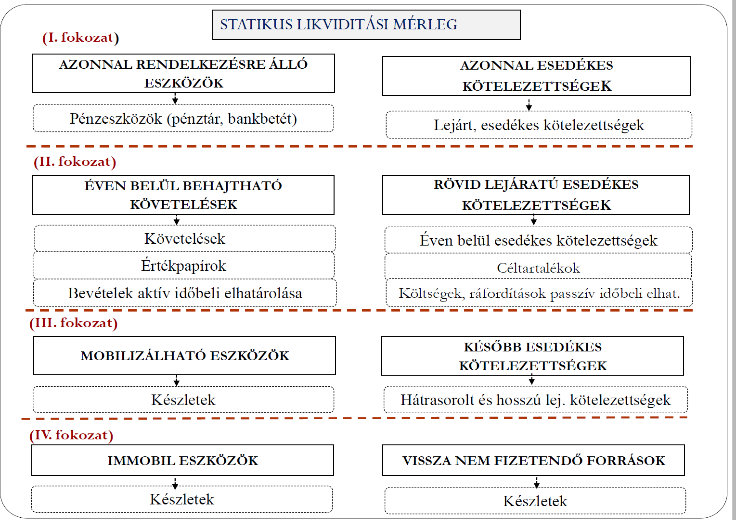 STATIKUS LIKVIDITÁSI MÉRLEG
(I. fokozat)
AZONNAL RENDELKEZÉSRE ÁLLÓ
ESZKÖZÖK
Pénzeszközök (pénztár, bankbetét)
AZONNAL ESEDÉKES
KÖTELEZETTSÉGEK
Lejárt, esedékes kötelezettségek
(II. fokozat)
ÉVEN BELÜL BEHAJTHATÓ
KÖVETELÉSEK
Követelések
Értékpapírok
Bevételek aktív időbeli elhatárolása
RÖVID LEJÁRATÚ ESEDÉKES
KÖTELEZETTSÉGEK
Éven belül esedékes kötelezettségek
Céltartalékok
Költségek, ráfordítások passzív időbeli elhat.
(III. fokozat)
MOBILIZÁLHATÓ ESZKÖZÖK
Készletek
KÉSŐBB ESEDÉKES
KÖTELEZETTSÉGEK
Hátrasorolt és hosszú lej. kötelezettségek
(IV. fokozat)
IMMOBIL ESZKÖZÖK
Készletek
VISSZA NEM FIZETENDŐ FORRÁSOK
Készletek